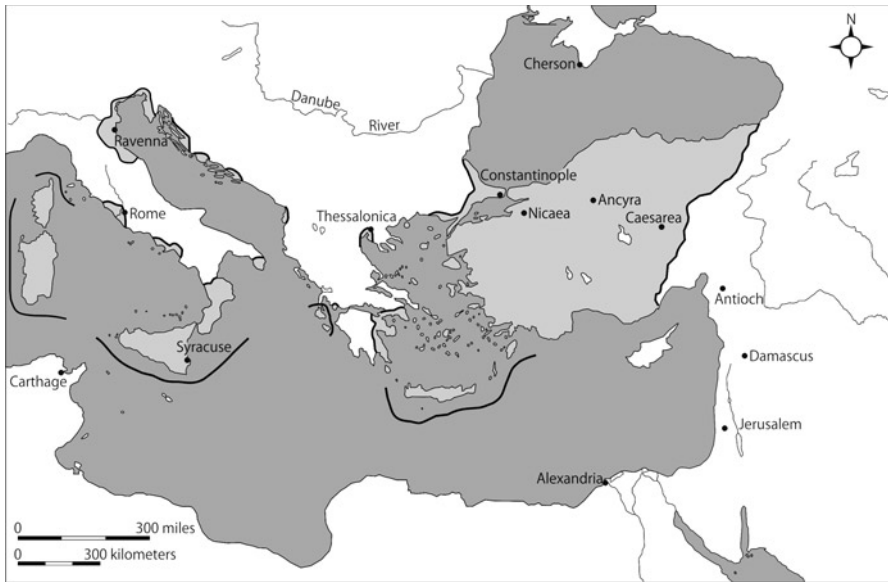 N
Cherson
Danube
River
Ravenna
Constantinople
Ancyra
Rome
Thessalonica
Nicaea
Caesarea
Antioch
Syracuse
Damascus
Carthage
Jerusalem
Alexandria
0 300 miles
0 300 kilometers